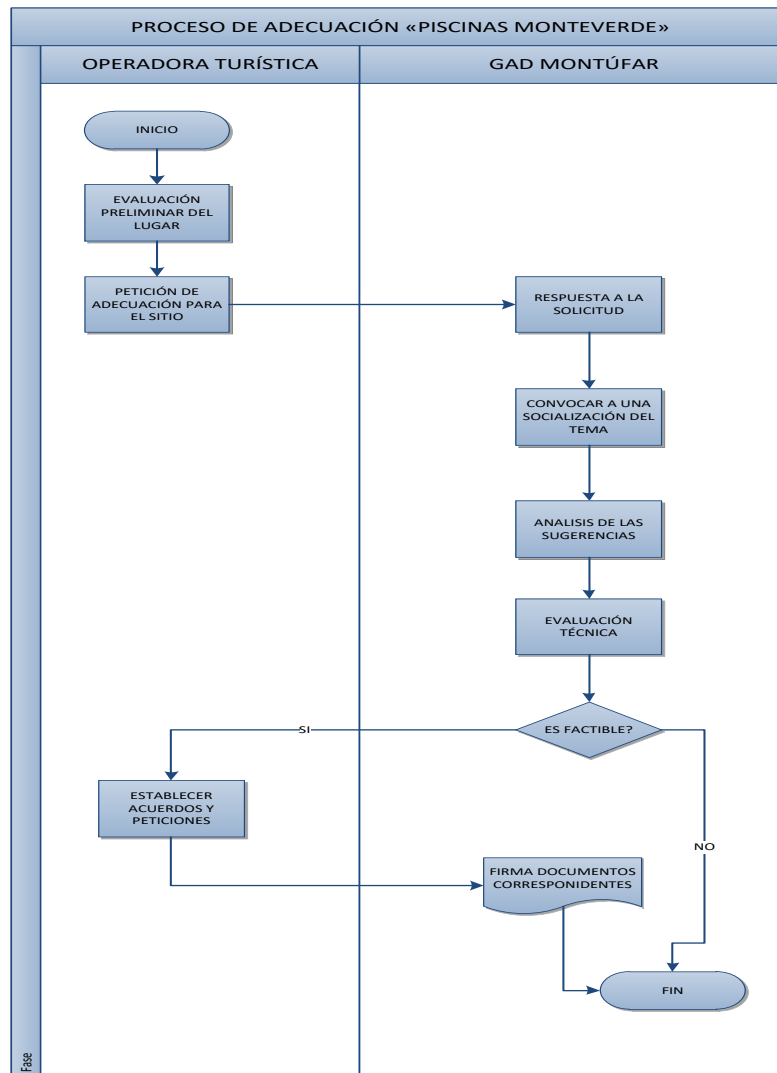 PROCESO DE ADECUACIÓN «PISCINAS MONTEVERDE»
OPERADORA TURÍSTICA
GAD MONTÚFAR
INICIO
EVALUACIÓN
PRELIMINAR DEL
LUGAR
PETICIÓN DE
ADECUACIÓN PARA
EL SITIO
RESPUESTA A LA
SOLICITUD
CONVOCAR A UNA
SOCIALIZACIÓN DEL
TEMA
ANALISIS DE LAS
SUGERENCIAS
EVALUACIÓN
TÉCNICA
ES FACTIBLE?
SI
NO
ESTABLECER
ACUERDOS Y
PETICIONES
FIRMA DOCUMENTOS
CORRESPONDIENTES
FIN
Fase